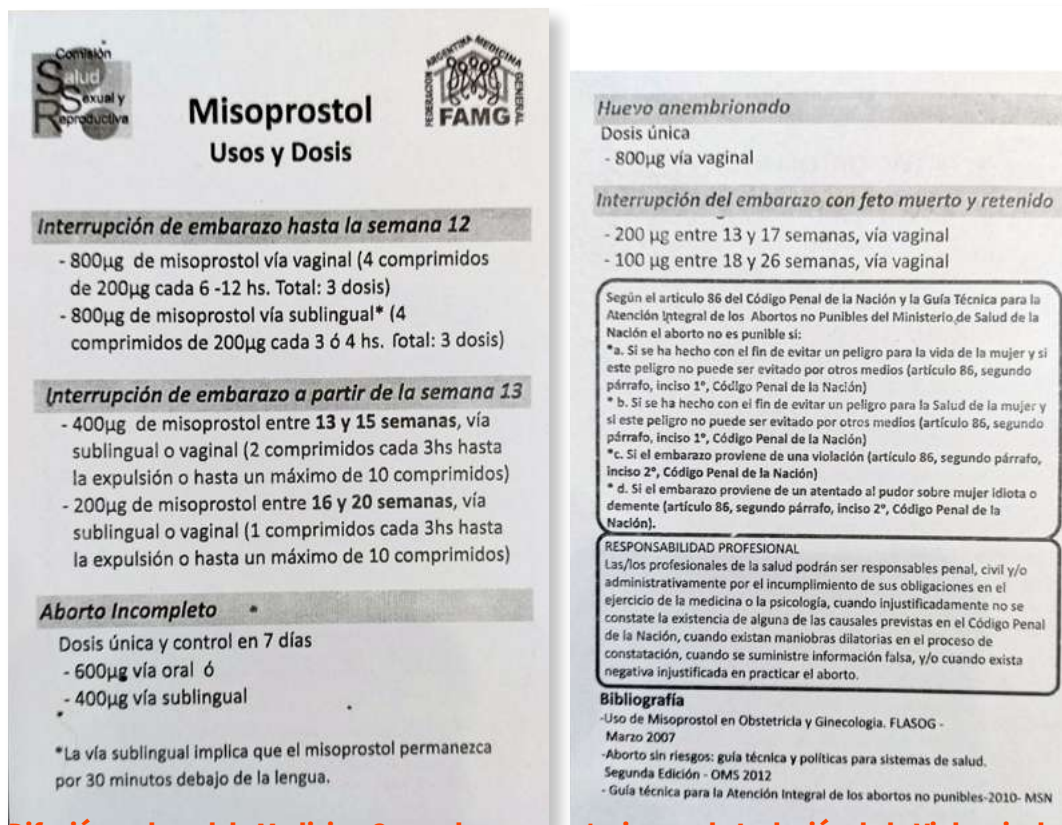 Comisión
Salud
Sexual y
Reproductiva
FEDERACIÓN ARGENTINA MEDICINA GENERAL
FAMG
Misoprostol
Usos y Dosis
Interrupción de embarazo hasta la semana 12
- 800µg de misoprostol vía vaginal (4 comprimidos
de 200µg cada 6 -12 hs. Total: 3 dosis)
- 800µg de misoprostol vía sublingual* (4
comprimidos de 200µg cada 3 ó 4 hs. Total: 3 dosis)
Interrupción de embarazo a partir de la semana 13
- 400µg de misoprostol entre 13 y 15 semanas, vía
sublingual o vaginal (2 comprimidos cada 3hs hasta
la expulsión o hasta un máximo de 10 comprimidos)
- 200µg de misoprostol entre 16 y 20 semanas, vía
sublingual o vaginal (1 comprimidos cada 3hs hasta
la expulsión o hasta un máximo de 10 comprimidos)
Aborto Incompleto
Dosis única y control en 7 días
- 600µg vía oral ó
- 400µg vía sublingual
*La vía sublingual implica que el misoprostol permanezca
por 30 minutos debajo de la lengua.
Huevo anembrionado
Dosis única
- 800µg vía vaginal
Interrupción del embarazo con feto muerto y retenido
- 200 µg entre 13 y 17 semanas, vía vaginal
- 100 µg entre 18 y 26 semanas, vía vaginal
Según el articulo 86 del Código Penal de la Nación y la Guía Técnica para la
Atención Integral de los Abortos no Punibles del Ministerio de Salud de la
Nación el aborto no es punible si:
*a. Si se ha hecho con el fin de evitar un peligro para la vida de la mujer y si
este peligro no puede ser evitado por otros medios (artículo 86, segundo
párrafo, inciso 1º, Código Penal de la Nación)
* b. Si se ha hecho con el fin de evitar un peligro para la Salud de la mujer y
si este peligro no puede ser evitado por otros medios (artículo 86, segundo
párrafo, inciso 1º, Código Penal de la Nación)
*c. Si el embarazo proviene de una violación (artículo 86, segundo párrafo,
inciso 2º, Código Penal de la Nación)
* d. Si el embarazo proviene de un atentado al pudor sobre mujer idiota o
demente (artículo 86, segundo párrafo, inciso 2º, Código Penal de la
Nación).
RESPONSABILIDAD PROFESIONAL
Las/los profesionales de la salud podrán ser responsables penal, civil y/o
administrativamente por el incumplimiento de sus obligaciones en el
ejercicio de la medicina o la psicología, cuando injustificadamente no se
constate la existencia de alguna de las causales previstas en el Código Penal
de la Nación, cuando existan maniobras dilatorias en el proceso de
constatación, cuando se suministre información falsa, y/o cuando exista
negativa injustificada en practicar el aborto.
Bibliografía
-Uso de Misoprostol en Obstetricia y Ginecologia. FLASOG -
Marzo 2007
-Aborto sin riesgos: guía técnica y políticas para sistemas de salud.
Segunda Edición - OMS 2012
- Guía técnica para la Atención Integral de los abortos no punibles-2010- MSN